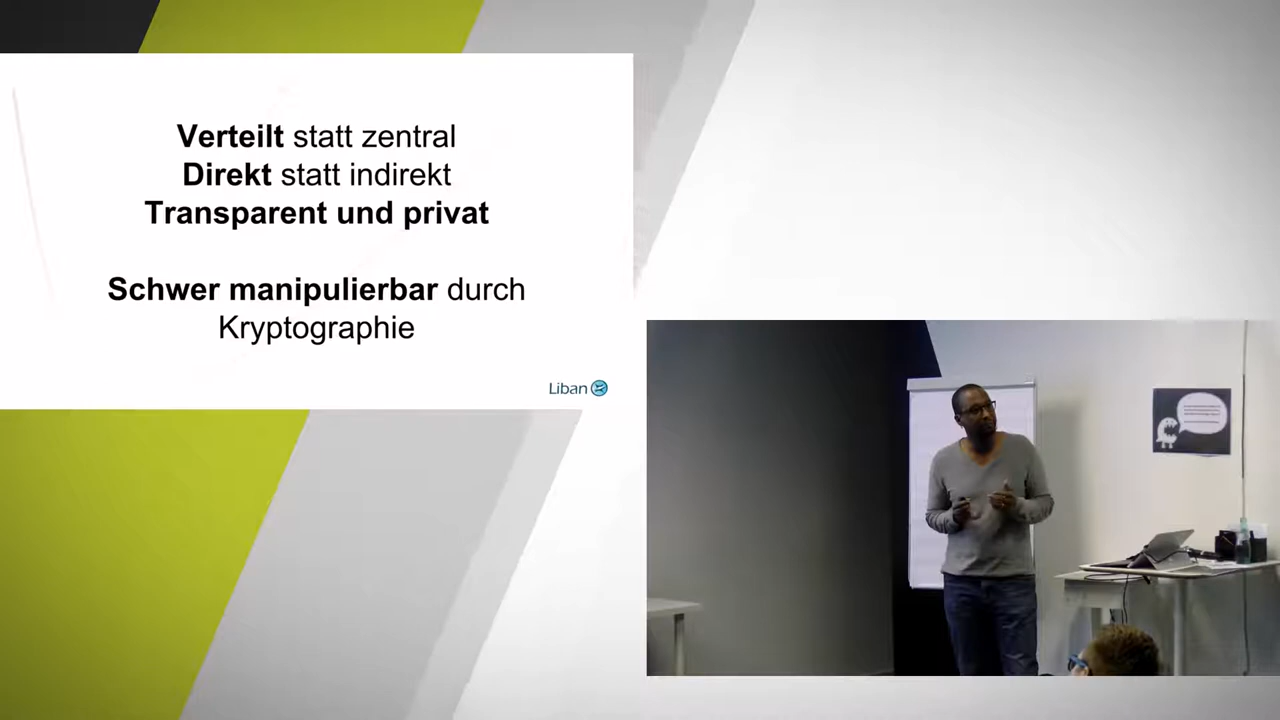 Verteilt statt zentral
Direkt statt indirekt
Transparent und privat
Schwer manipulierbar durch
Kryptographie
Liban